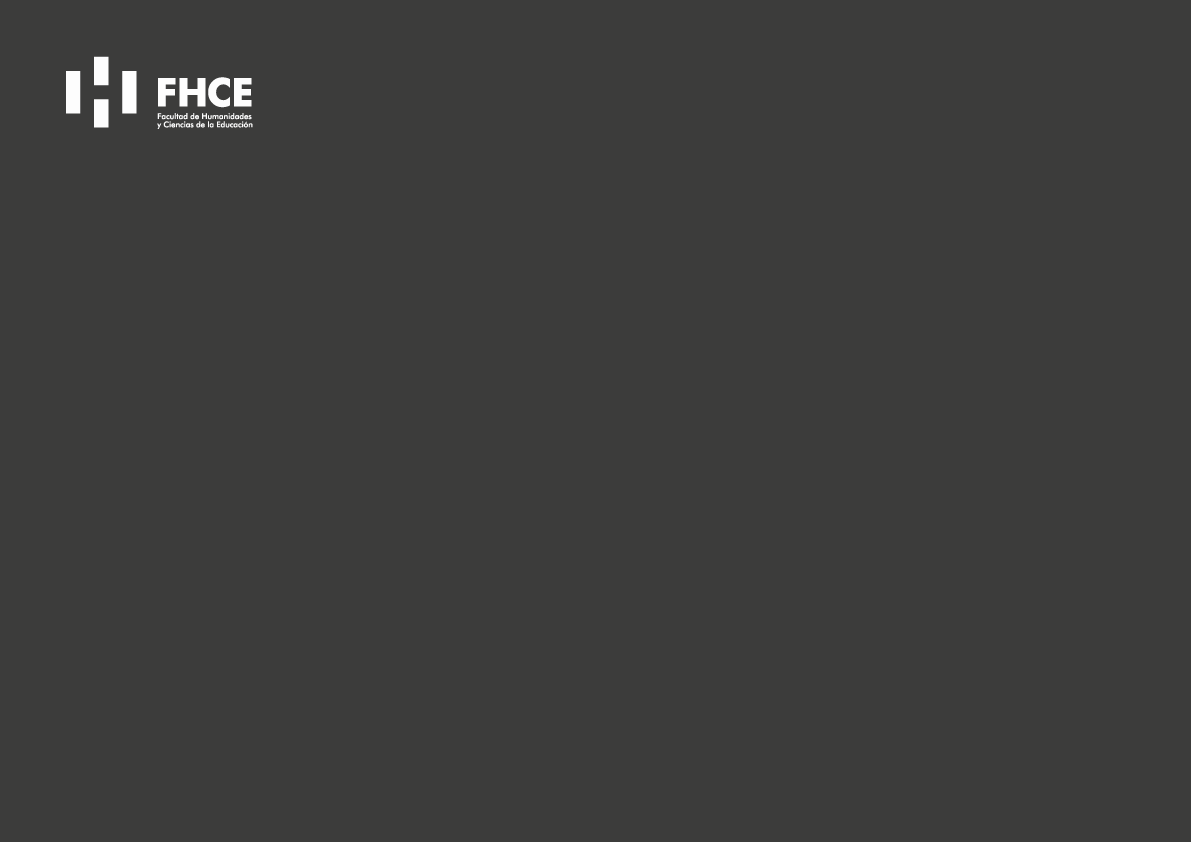 FHCE
Facultad de Humanidades
y Ciencias de la Educación